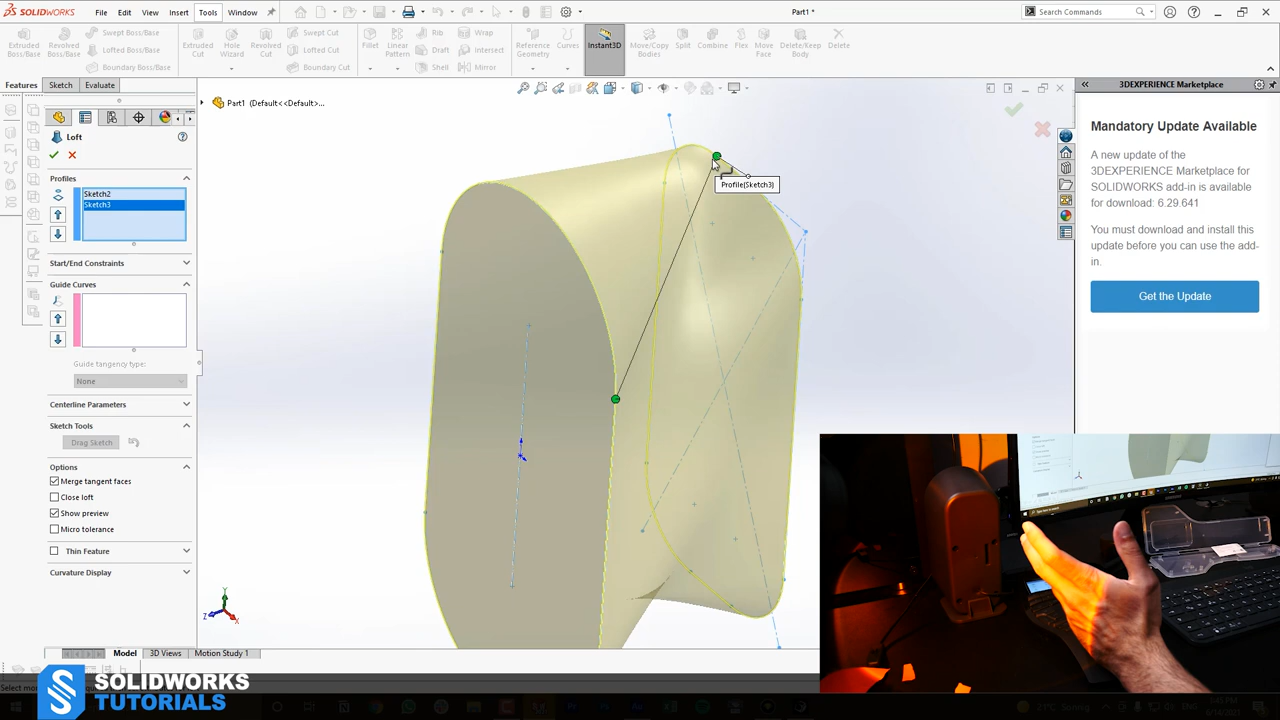 SOLIDWORKS File Edit View Insert Tools Window Part1 * Search Commands
Extruded Boss/Base
Revolved Boss/Base
Swept Boss/Base
Lofted Boss/Base
Boundary Boss/Base
Extruded Cut
Hole Wizard
Revolved Cut
Swept Cut
Lofted Cut
Boundary Cut
Fillet
Linear Pattern
Rib
Draft
Shell
Wrap
Intersect
Mirror
Reference Geometry
Curves
Instant3D
Move/Copy Bodies
Split
Combine
Flex
Move Face
Delete/Keep Body
Delete
Features Sketch Evaluate
Part1 (Default<<Default>...
Loft
Profiles
Sketch2
Sketch3
Start/End Constraints
Guide Curves
Guide tangency type:
None
Centerline Parameters
Sketch Tools
Drag Sketch
Options
Merge tangent faces
Close loft
Show preview
Micro tolerance
Thin Feature
Curvature Display
Profile(Sketch3)
Y
Z
X
3DEXPERIENCE Marketplace
Mandatory Update Available
A new update of the
SOLIDWORKS add-in is available
for download: 6.29.641
You must download and install this
update before you can use the add-
in.
Get the Update
Model 3D Views Motion Study 1
SOLIDWORKS
TUTORIALS